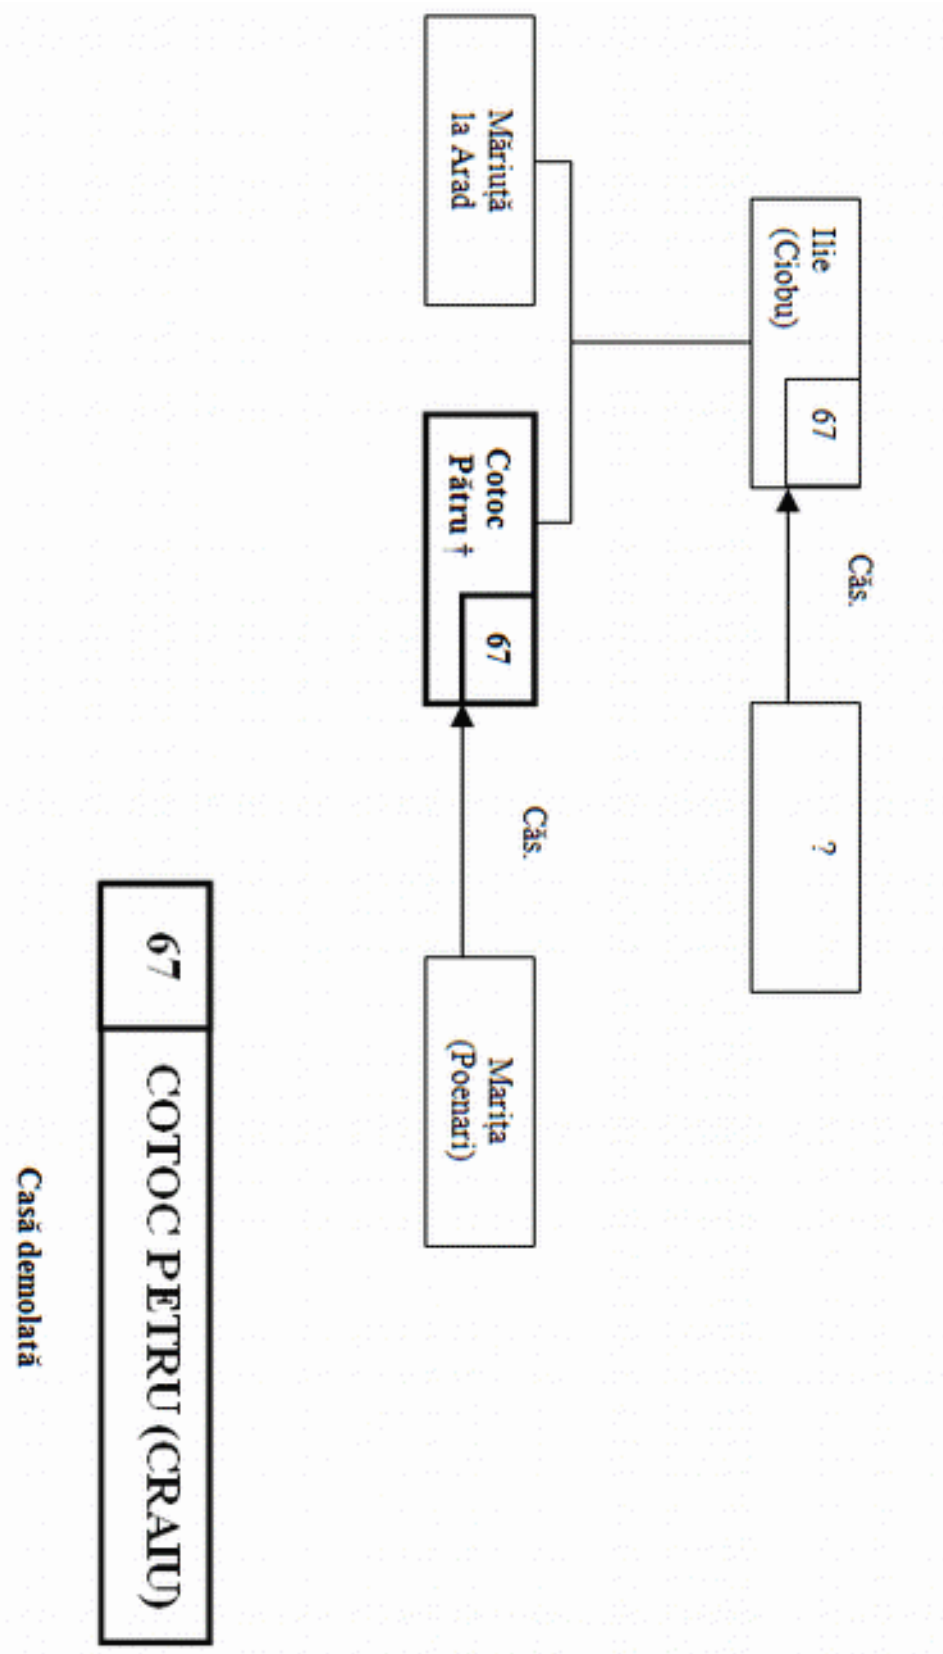 Ilie
(Ciobu)
67
Căs.
?
Măriuță
la Arad
Cotoc
Pătru †
67
Căs.
Marița
(Poenari)
67
COTOC PETRU (CRAIU)
Casă demolată